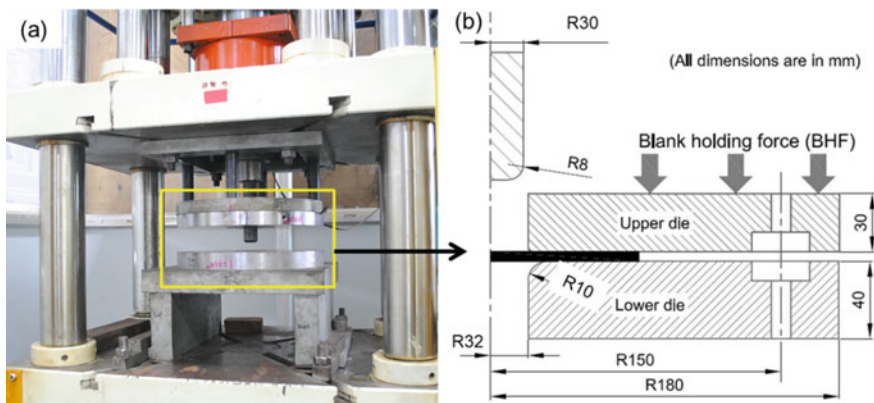 (a)
(b)
R30
(All dimensions are in mm)
R8
Blank holding force (BHF)
Upper die
30
R10
Lower die
40
R32
R150
R180